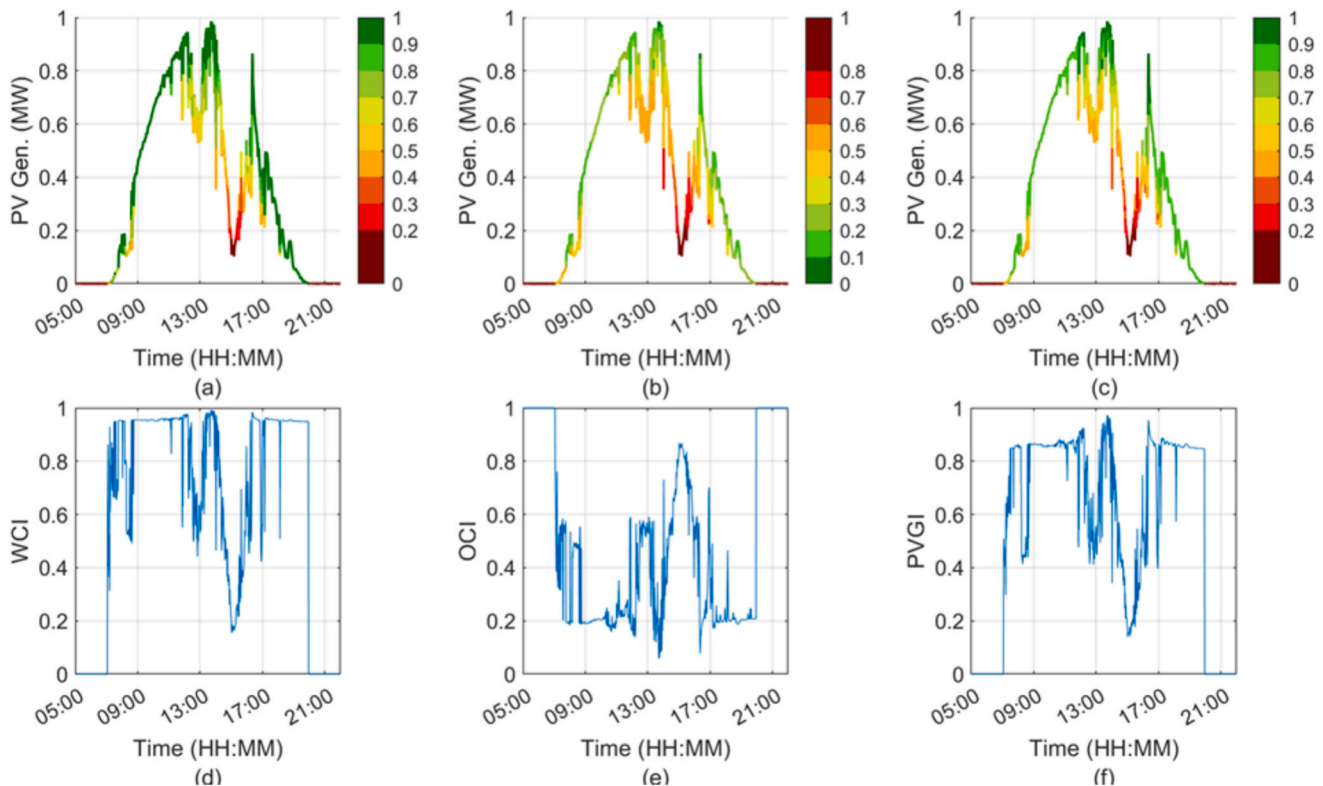 1 1 1 1 1 1
0.8 0.9 0.8 0.8 0.8 0.9
0.8 0.7 0.8
PV Gen. (MW) 0.6 0.7 PV Gen. (MW) 0.6 0.6 PV Gen. (MW) 0.6 0.7
0.6 0.5 0.6
0.4 0.5 0.4 0.4 0.4 0.5
0.4 0.3 0.4
0.2 0.3 0.2 0.2 0.2 0.3
0.2 0.1 0.2
0 0 0 0 0 0
05:00 09:00 13:00 17:00 21:00 05:00 09:00 13:00 17:00 21:00 05:00 09:00 13:00 17:00 21:00
Time (HH:MM) Time (HH:MM) Time (HH:MM)
(a) (b) (c)
1 1 1
0.8 0.8 0.8
WCI 0.6 OCI 0.6 PVGI 0.6
0.4 0.4 0.4
0.2 0.2 0.2
0 0 0
05:00 09:00 13:00 17:00 21:00 05:00 09:00 13:00 17:00 21:00 05:00 09:00 13:00 17:00 21:00
Time (HH:MM) Time (HH:MM) Time (HH:MM)
(d) (e) (f)